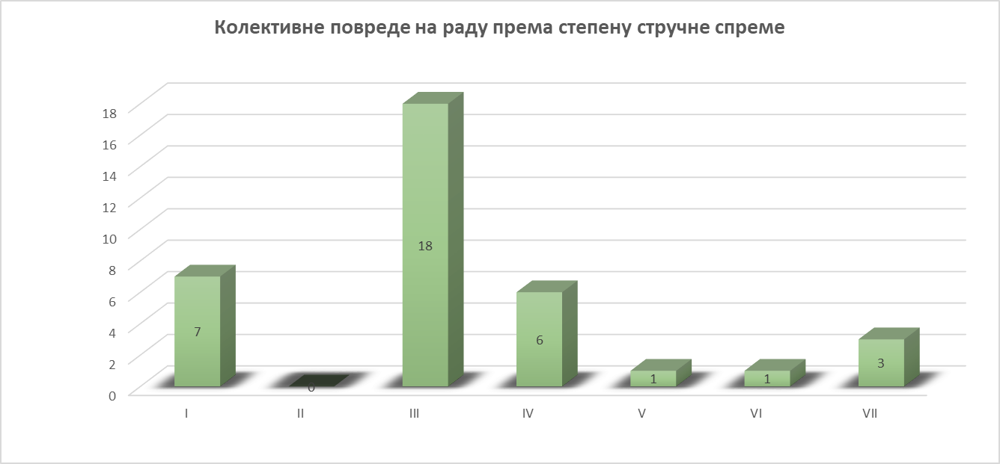 Колективне повреде на раду према степену стручне спреме
18
16
14
12
10
8
6
4
2
0
7
0
18
6
1
1
3
I
II
III
IV
V
VI
VII